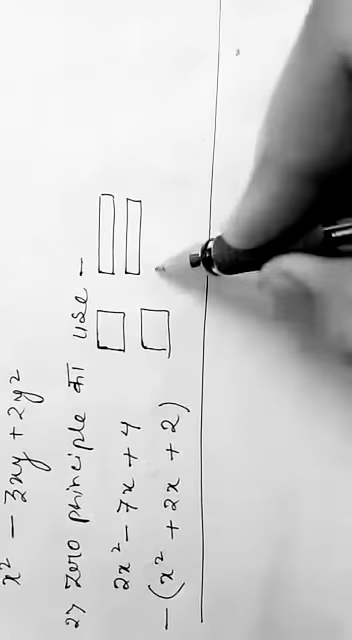 x² - 3xy + 2y²
2> Zero principle का use -
2x² - 7x + 4
- (x² + 2x + 2)